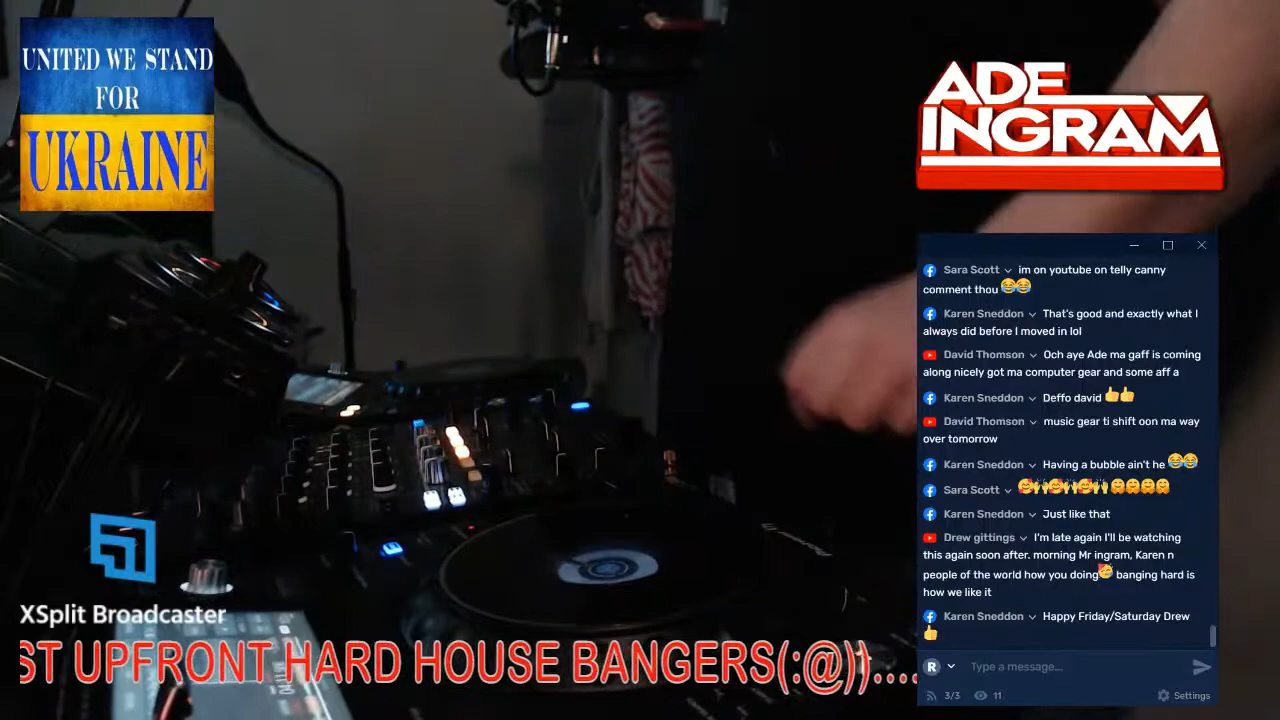 UNITED WE STAND
FOR
UKRAINE
ADE
INGRAM
Sara Scott im on youtube on telly canny
comment thou 😂😂
Karen Sneddon That's good and exactly what I
always did before I moved in lol
David Thomson Och aye Ade ma gaff is coming
along nicely got ma computer gear and some aff a
Karen Sneddon Deffo david 👍👍
David Thomson music gear ti shift oon ma way
over tomorrow
Karen Sneddon Having a bubble ain't he 😂😂
Sara Scott 🥰🙌🥰🙌🥰🙌🤗🤗🤗🤗
Karen Sneddon Just like that
Drew gittings I'm late again I'll be watching
this again soon after. morning Mr ingram, Karen n
people of the world how you doing🥳 banging hard is
how we like it
Karen Sneddon Happy Friday/Saturday Drew
👍
R Type a message...
3/3 11 Settings
XSplit Broadcaster
ST UPFRONT HARD HOUSE BANGERS(:@))....